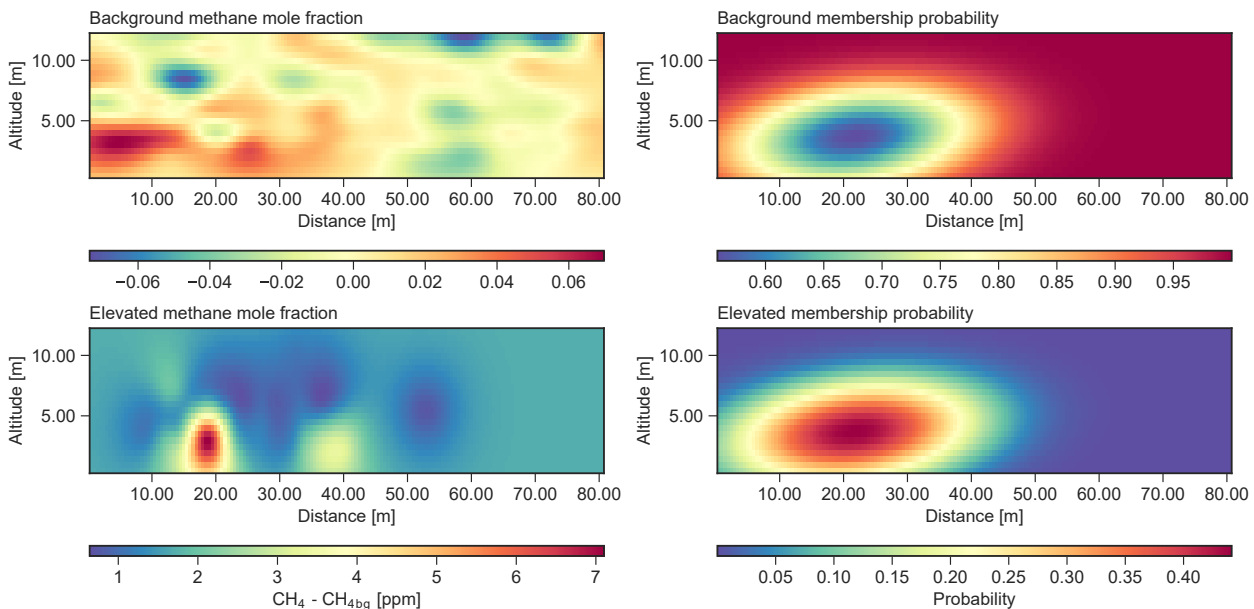 Background methane mole fraction
Altitude [m]
10.00
5.00
10.00 20.00 30.00 40.00 50.00 60.00 70.00 80.00
Distance [m]
−0.06 −0.04 −0.02 0.00 0.02 0.04 0.06
Background membership probability
Altitude [m]
10.00
5.00
10.00 20.00 30.00 40.00 50.00 60.00 70.00 80.00
Distance [m]
0.60 0.65 0.70 0.75 0.80 0.85 0.90 0.95
Elevated methane mole fraction
Altitude [m]
10.00
5.00
10.00 20.00 30.00 40.00 50.00 60.00 70.00 80.00
Distance [m]
1 2 3 4 5 6 7
CH₄ - CH₄bg [ppm]
Elevated membership probability
Altitude [m]
10.00
5.00
10.00 20.00 30.00 40.00 50.00 60.00 70.00 80.00
Distance [m]
0.05 0.10 0.15 0.20 0.25 0.30 0.35 0.40
Probability